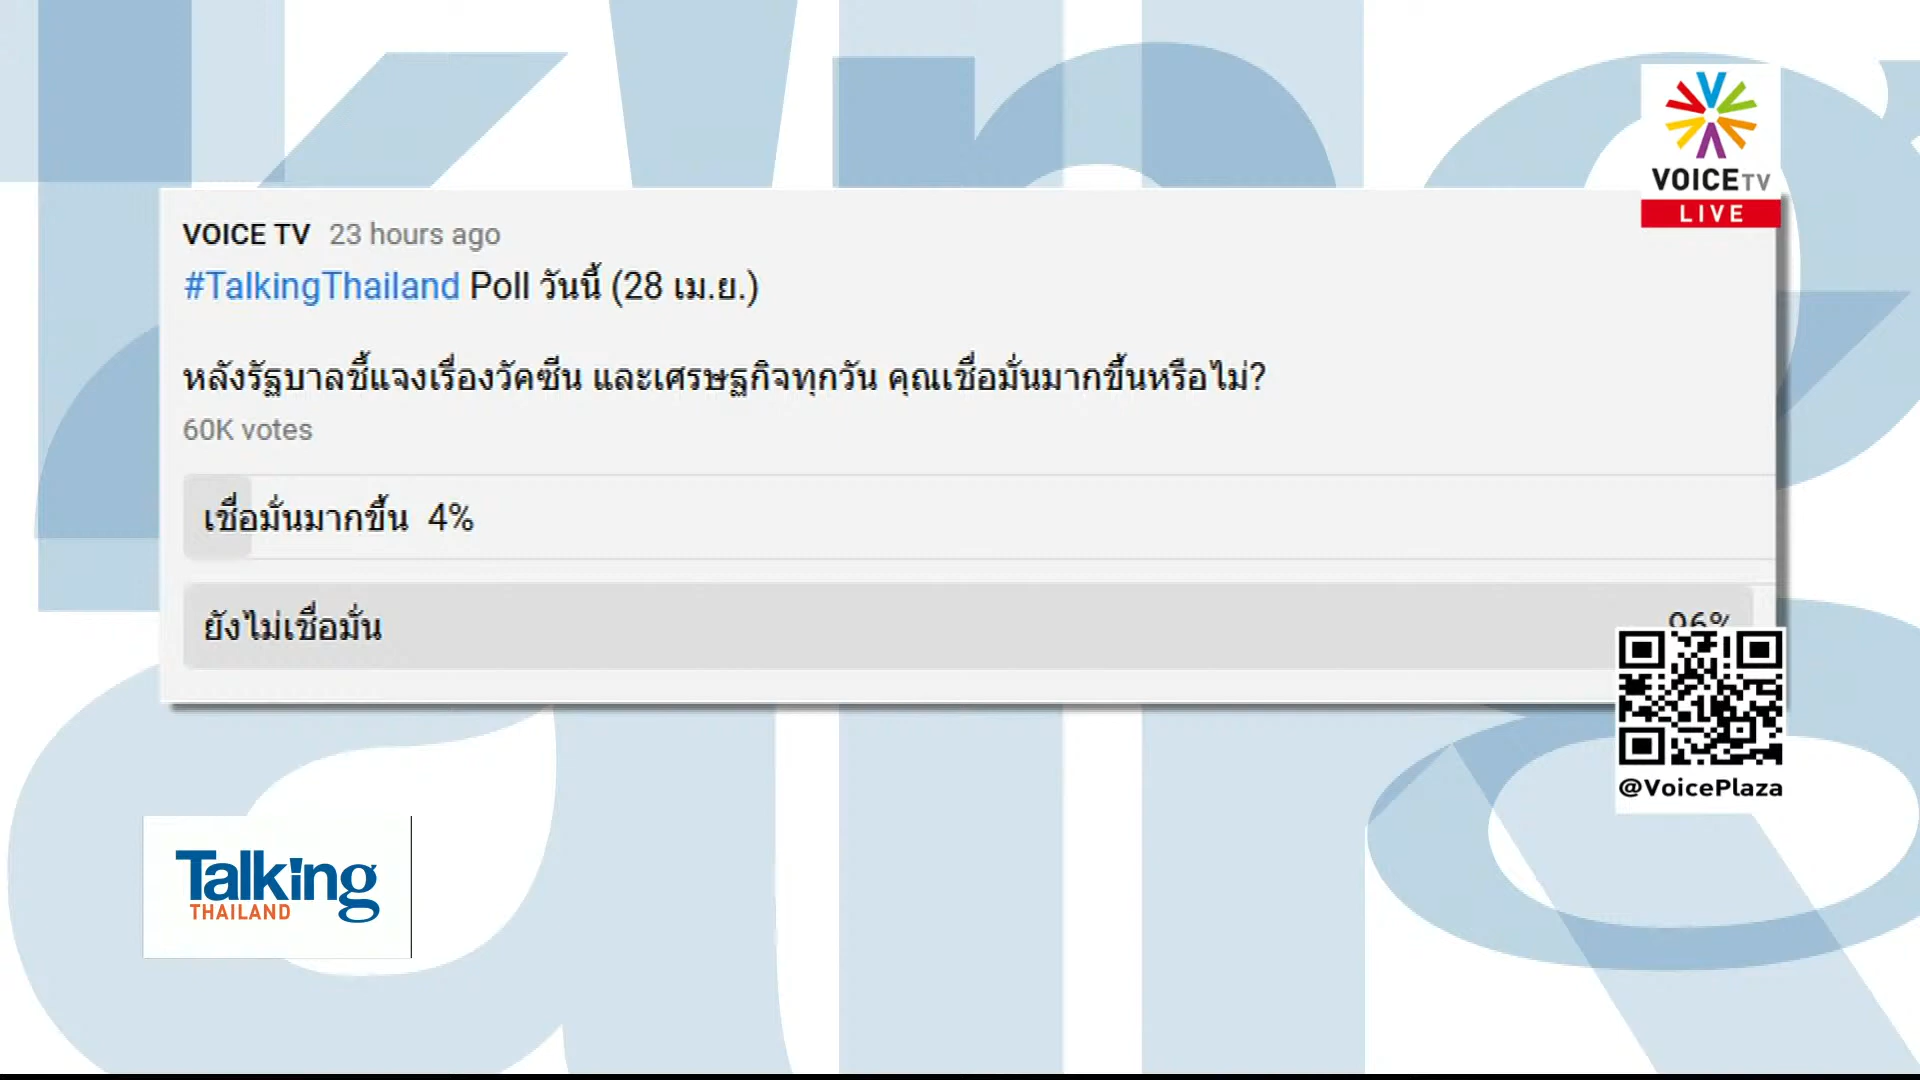 VOICE TV
LIVE
VOICE TV 23 hours ago
#TalkingThailand Poll วันนี้ (28 เม.ย.)
หลังรัฐบาลชี้แจงเรื่องวัคซีน และเศรษฐกิจทุกวัน คุณเชื่อมั่นมากขึ้นหรือไม่?
60K votes
เชื่อมั่นมากขึ้น 4%
ยังไม่เชื่อมั่น 96%
@VoicePlaza
Talking
THAILAND